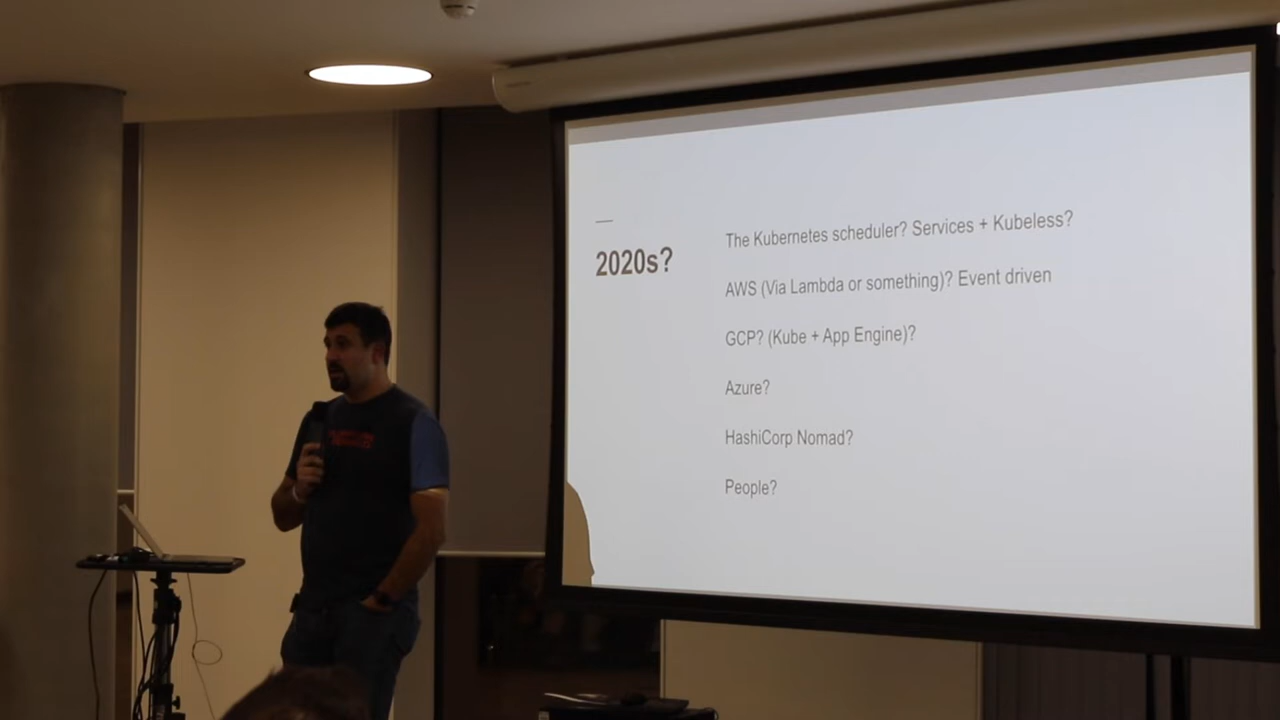 2020s?
The Kubernetes scheduler? Services + Kubeless?
AWS (Via Lambda or something)? Event driven
GCP? (Kube + App Engine)?
Azure?
HashiCorp Nomad?
People?